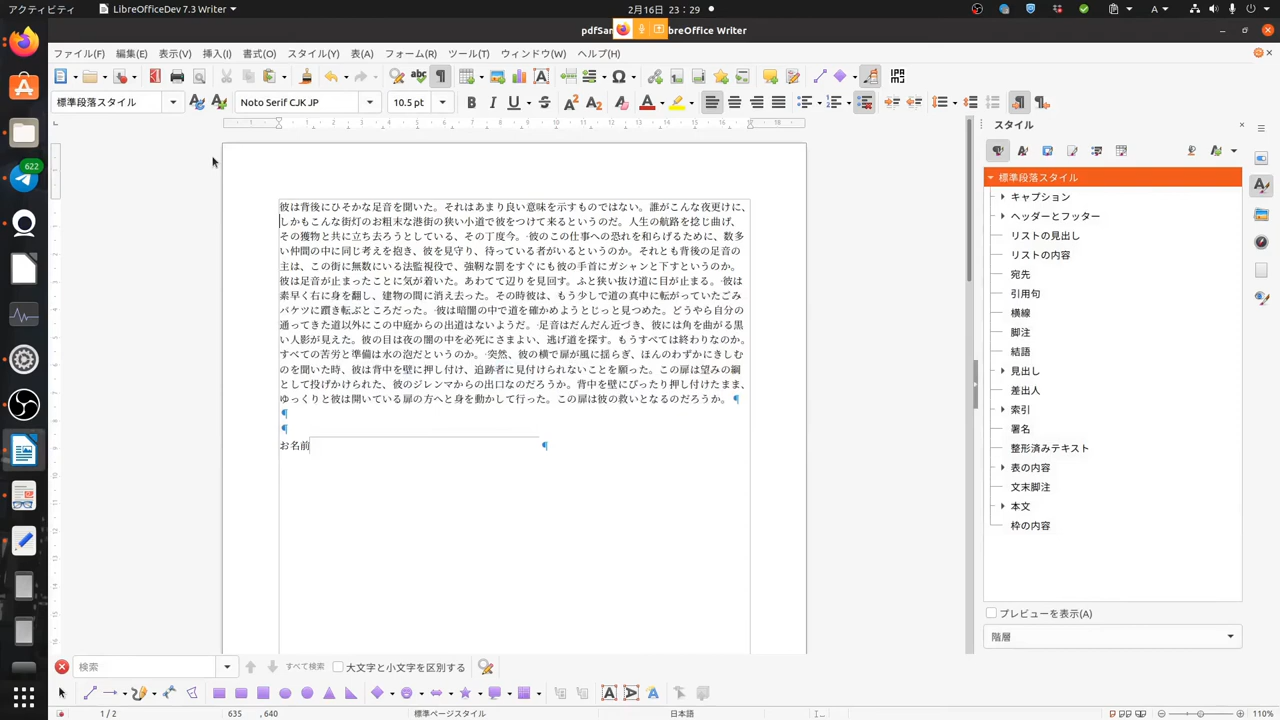 アクティビティ
LibreOfficeDev 7.3 Writer
2月16日 23：29
A
pdfSam
breOffice Writer
ファイル(F)
編集(E)
表示(V)
挿入(I)
書式(O)
スタイル(Y)
表(A)
フォーム(R)
ツール(T)
ウィンドウ(W)
ヘルプ(H)
標準段落スタイル
Noto Serif CJK JP
10.5 pt
スタイル
彼は背後にひそかな足音を聞いた。それはあまり良い意味を示すものではない。誰がこんな夜更けに、
しかもこんな街灯のお粗末な港街の狭い小道で彼をつけて来るというのだ。人生の航路を捻じ曲げ、
その獲物と共に立ち去ろうとしている、その丁度今。 彼のこの仕事への恐れを和らげるために、数多
い仲間の中に同じ考えを抱き、彼を見守り、待っている者がいるというのか。それとも背後の足音の
主は、この街に無数にいる法監視役で、強靭な罰をすぐにも彼の手首にガシャンと下すというのか。
彼は足音が止まったことに気が着いた。あわてて辺りを見回す。ふと狭い抜け道に目が止まる。 彼は
素早く右に身を翻し、建物の間に消え去った。その時彼は、もう少しで道の真中に転がっていたごみ
バケツに躓き転ぶところだった。 彼は暗闇の中で道を確かめようとじっと見つめた。どうやら自分の
通ってきた道以外にこの中庭からの出道はないようだ。 足音はだんだん近づき、彼には角を曲がる黒
い人影が見えた。彼の目は夜の闇の中を必死にさまよい、逃げ道を探す。もうすべては終わりなのか。
すべての苦労と準備は水の泡だというのか。 突然、彼の横で扉が風に揺らぎ、ほんのわずかにきしむ
のを聞いた時、彼は背中を壁に押し付け、追跡者に見付けられないことを願った。この扉は望みの綱
として投げかけられた、彼のジレンマからの出口なのだろうか。背中を壁にぴったり押し付けたまま、
ゆっくりと彼は開いている扉の方へと身を動かして行った。この扉は彼の救いとなるのだろうか。¶
¶
¶
お名前 ¶
標準段落スタイル
キャプション
ヘッダーとフッター
リストの見出し
リストの内容
宛先
引用句
横線
脚注
結語
見出し
差出人
索引
署名
整形済みテキスト
表の内容
文末脚注
本文
枠の内容
プレビューを表示(A)
階層
622
検索
すべて検索
大文字と小文字を区別する
1 / 2
635 , 640
標準ページスタイル
日本語
110%